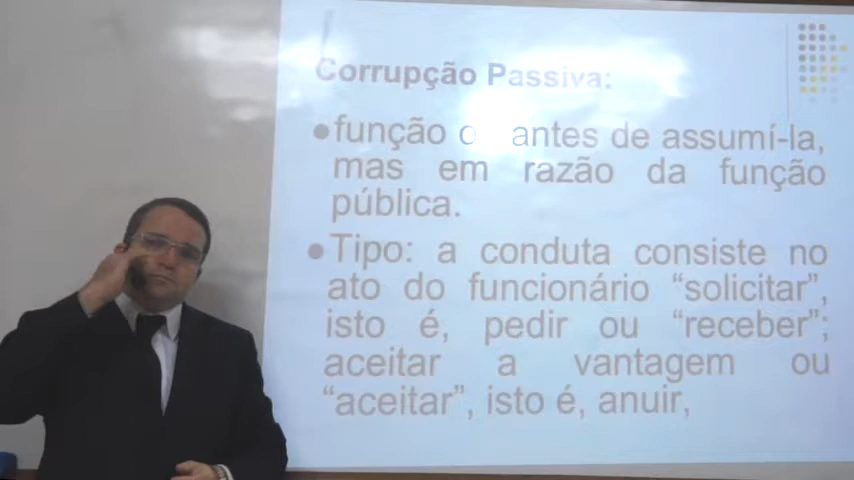 Corrupção Passiva:
●função antes de assumí-la,
mas em razão da função
pública.
●Tipo: a conduta consiste no
ato do funcionário “solicitar”,
isto é, pedir ou “receber”;
aceitar a vantagem ou
“aceitar”, isto é, anuir,